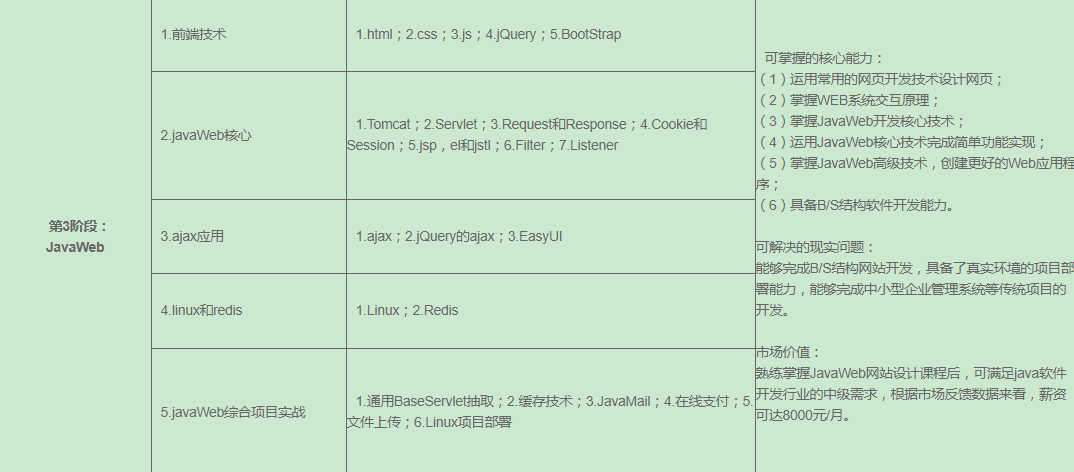 第3阶段：
JavaWeb
1.前端技术
1.html；2.css；3.js；4.jQuery；5.BootStrap
2.javaWeb核心
1.Tomcat；2.Servlet；3.Request和Response；4.Cookie和
Session；5.jsp，el和jstl；6.Filter；7.Listener
3.ajax应用
1.ajax；2.jQuery的ajax；3.EasyUI
4.linux和redis
1.Linux；2.Redis
5.javaWeb综合项目实战
1.通用BaseServlet抽取；2.缓存技术；3.JavaMail；4.在线支付；5.
文件上传；6.Linux项目部署
可掌握的核心能力：
（1）运用常用的网页开发技术设计网页；
（2）掌握WEB系统交互原理；
（3）掌握JavaWeb开发核心技术；
（4）运用JavaWeb核心技术完成简单功能实现；
（5）掌握JavaWeb高级技术，创建更好的Web应用程
序；
（6）具备B/S结构软件开发能力。
可解决的现实问题：
能够完成B/S结构网站开发，具备了真实环境的项目部
署能力，能够完成中小型企业管理系统等传统项目的
开发。
市场价值：
熟练掌握JavaWeb网站设计课程后，可满足java软件
开发行业的中级需求，根据市场反馈数据来看，薪资
可达8000元/月。